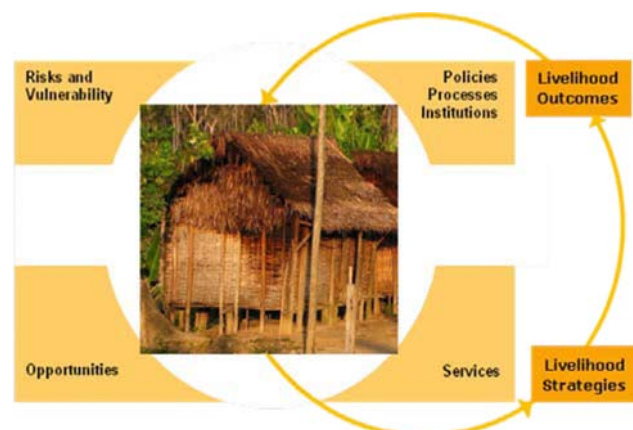 Risks and
Vulnerability
Policies
Processes
Institutions
Livelihood
Outcomes
Opportunities
Services
Livelihood
Strategies